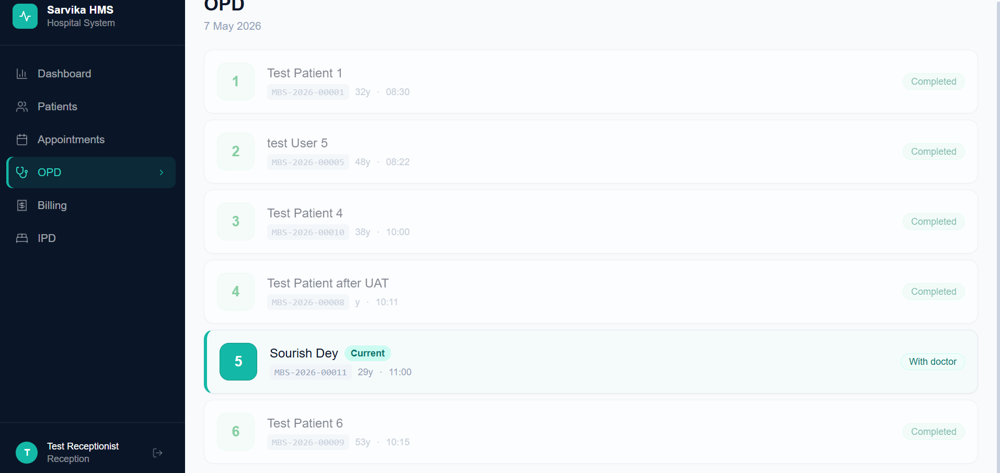 Sarvika HMS
Hospital System
Dashboard
Patients
Appointments
OPD
Billing
IPD
T
Test Receptionist
Reception
OPD
7 May 2026
1
Test Patient 1
MBS-2026-00001 32y · 08:30
Completed
2
test User 5
MBS-2026-00005 48y · 08:22
Completed
3
Test Patient 4
MBS-2026-00010 38y · 10:00
Completed
4
Test Patient after UAT
MBS-2026-00008 y · 10:11
Completed
5
Sourish Dey Current
MBS-2026-00011 29y · 11:00
With doctor
6
Test Patient 6
MBS-2026-00009 53y · 10:15
Completed